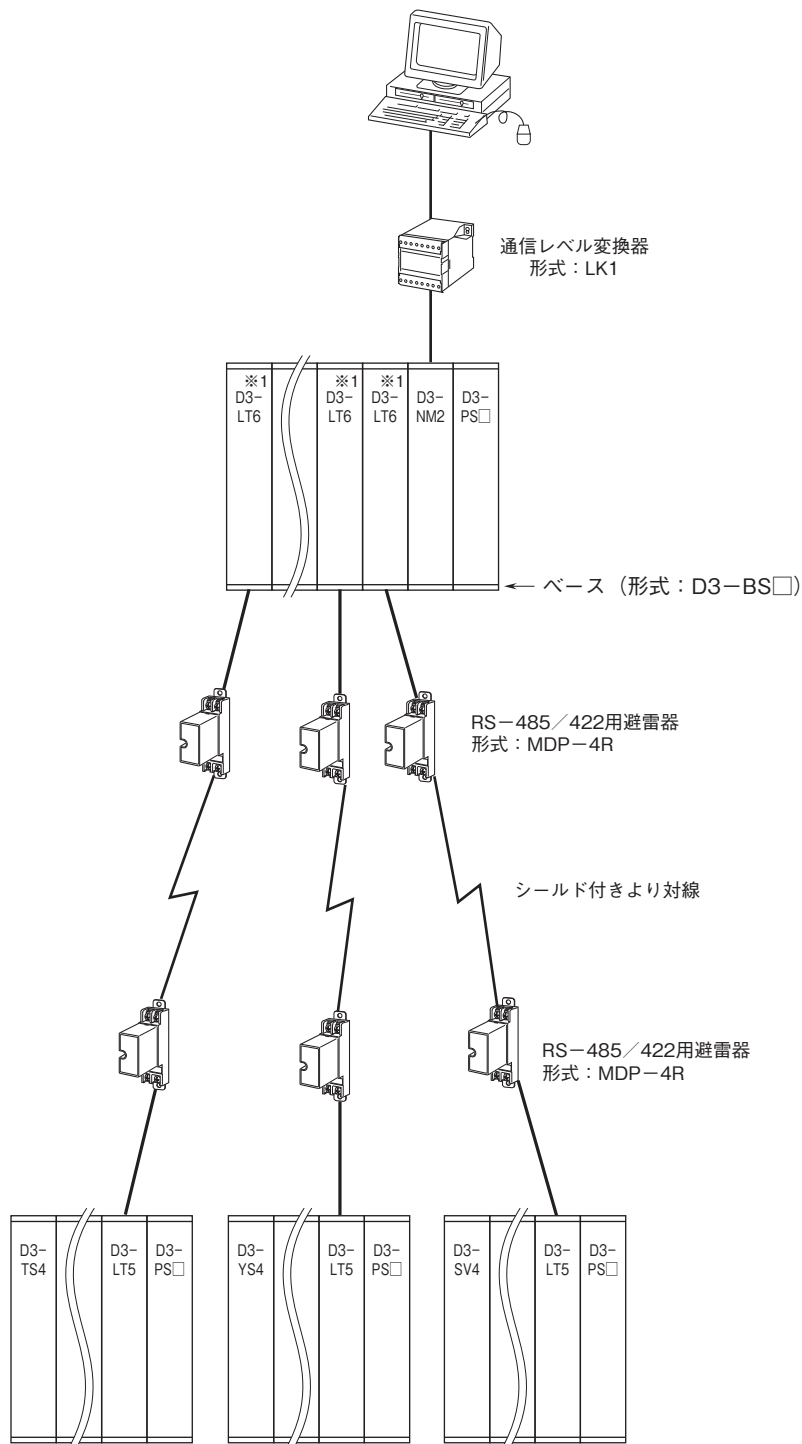 通信レベル変換器
形式：LK1
※1
D3-
LT6
※1
D3-
LT6
※1
D3-
LT6
D3-
NM2
D3-
PS□
← ベース（形式：D3－BS□）
RS－485／422用避雷器
形式：MDP－4R
シールド付きより対線
RS－485／422用避雷器
形式：MDP－4R
D3-
TS4
D3-
LT5
D3-
PS□
D3-
YS4
D3-
LT5
D3-
PS□
D3-
SV4
D3-
LT5
D3-
PS□